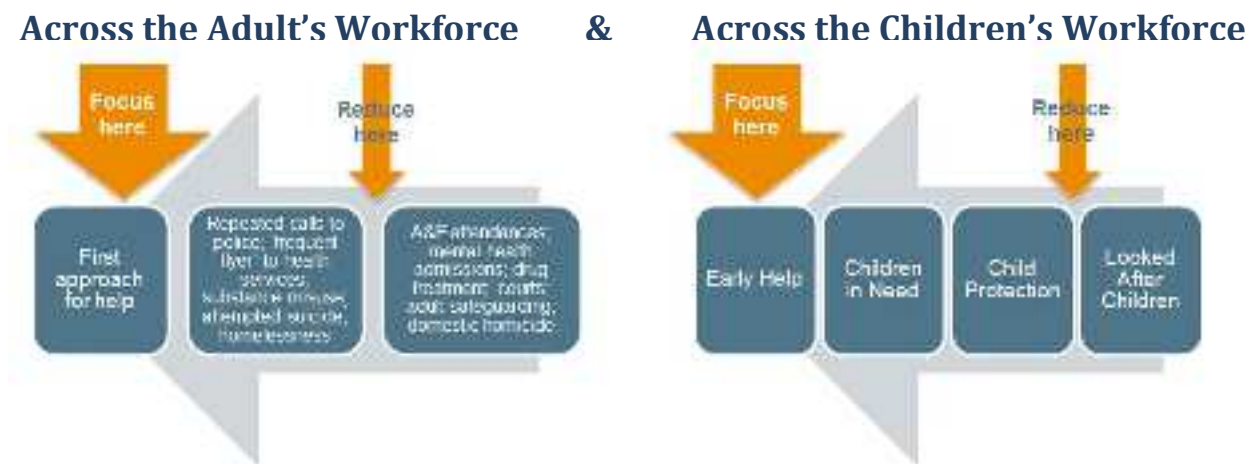 Across the Adult’s Workforce & Across the Children’s Workforce
Focus
here
Reduce
here
First
approach
for help
Repeated calls to
police; frequent
flyer' to health
services;
substance misuse;
attempted suicide;
homelessness
A&E attendances;
mental health
admissions; drug
treatment; courts;
adult safeguarding;
domestic homicide
Focus
here
Reduce
here
Early Help
Children
in Need
Child
Protection
Looked
After
Children